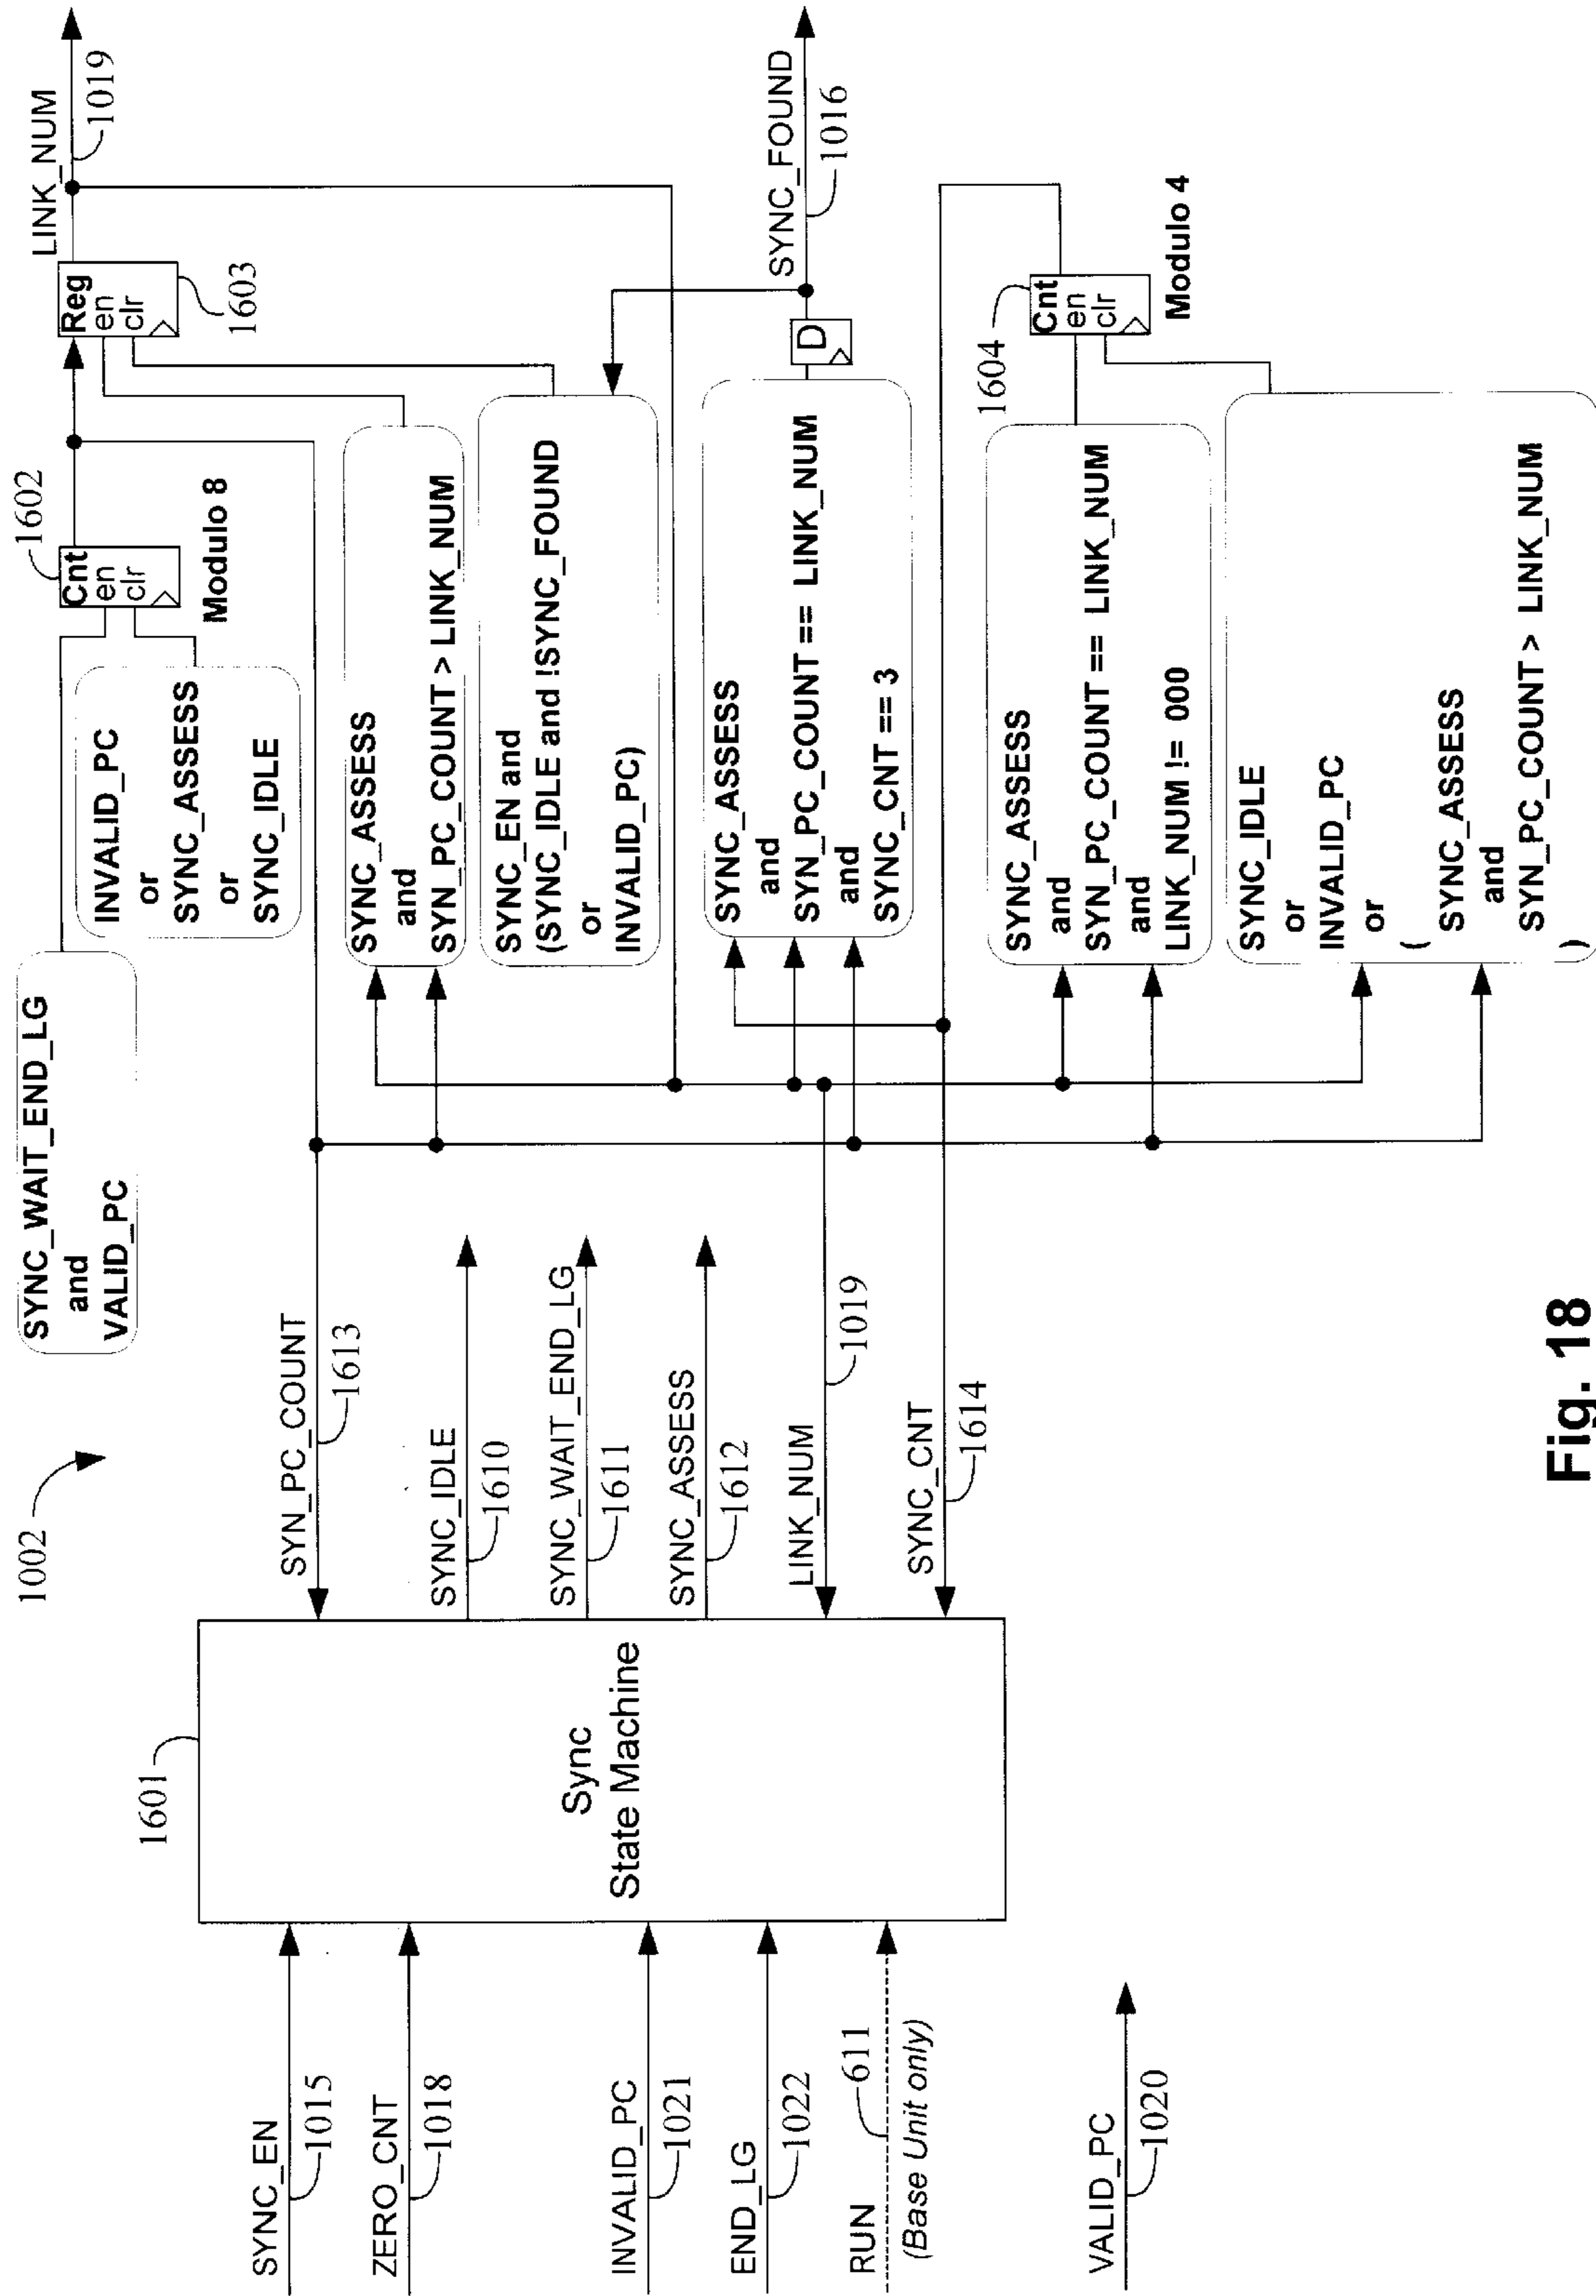 1002
SYNC_WAIT_END_LG
and
VALID_PC
INVALID_PC
or
SYNC_ASSESS
or
SYNC_IDLE
1602
Cnt
en
clr
Modulo 8
Reg
en
clr
1603
LINK_NUM
1019
SYNC_ASSESS
and
SYN_PC_COUNT > LINK_NUM
SYNC_EN and
(SYNC_IDLE and !SYNC_FOUND
or
INVALID_PC)
SYNC_ASSESS
and
SYN_PC_COUNT == LINK_NUM
and
SYNC_CNT == 3
D
SYNC_FOUND
1016
SYNC_ASSESS
and
SYN_PC_COUNT == LINK_NUM
and
LINK_NUM != 000
1604
Cnt
en
clr
Modulo 4
SYNC_IDLE
or
INVALID_PC
or
( SYNC_ASSESS
and
SYN_PC_COUNT > LINK_NUM
)
1601
Sync
State Machine
SYN_PC_COUNT
1613
SYNC_IDLE
1610
SYNC_WAIT_END_LG
1611
SYNC_ASSESS
1612
LINK_NUM
1019
SYNC_CNT
1614
SYNC_EN
1015
ZERO_CNT
1018
INVALID_PC
1021
END_LG
1022
RUN
611
(Base Unit only)
VALID_PC
1020
Fig. 18